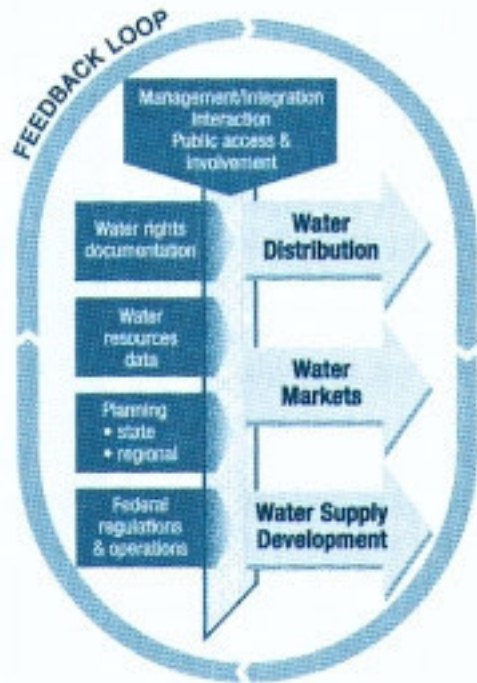 FEEDBACK LOOP
Management/Integration
Interaction
Public access &
involvement
Water rights
documentation
Water
Distribution
Water
resources
data
Water
Markets
Planning
• state
• regional
Federal
regulations
& operations
Water Supply
Development